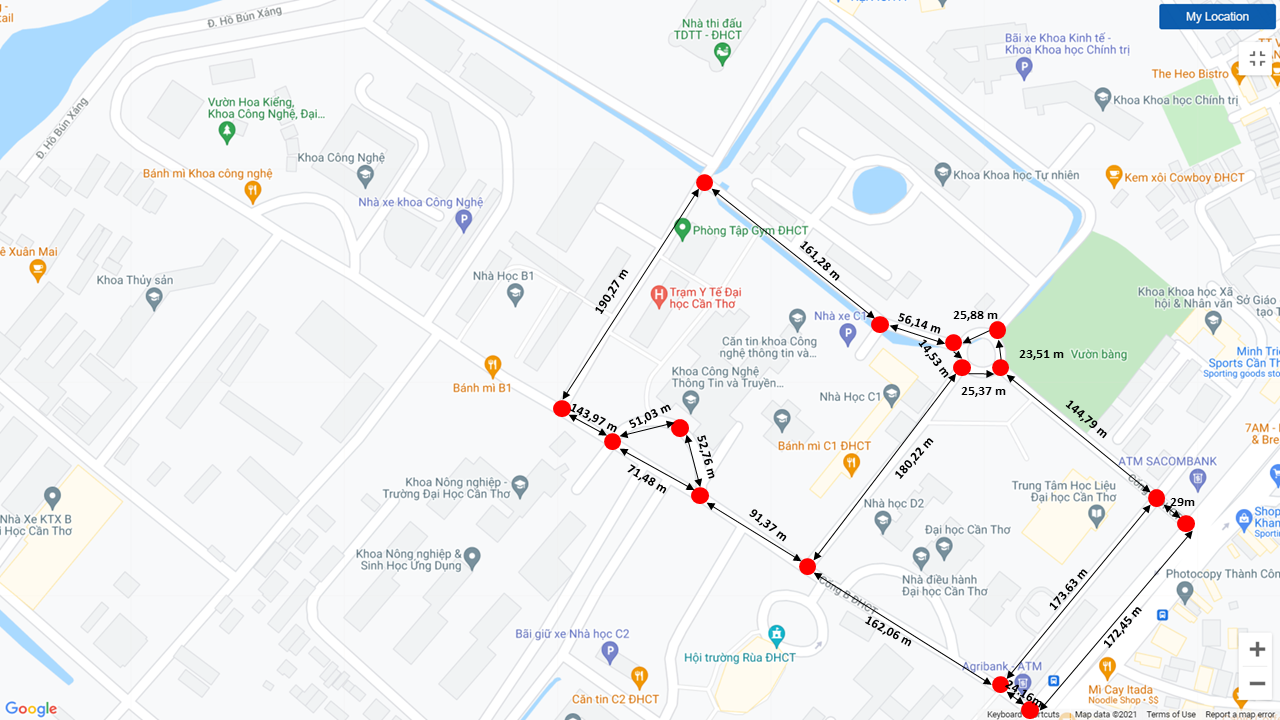 My Location
Đ. Hồ Bún Xáng
Nhà thi đấu
TDTT - ĐHCT
Bãi xe Khoa Kinh tế -
Khoa Khoa học Chính trị
The Heo Bistro
Khoa Khoa học Chính trị
Đ. Hồ Bún Xáng
Vườn Hoa Kiểng,
Khoa Công Nghệ, Đại...
Khoa Công Nghệ
Bánh mì Khoa công nghệ
Nhà xe khoa Công Nghệ
Khoa Khoa học Tự nhiên
Kem xôi Cowboy ĐHCT
Phòng Tập Gym ĐHCT
ê Xuân Mai
Khoa Thủy sản
Nhà Học B1
190,27 m
161,28 m
Trạm Y Tế Đại
học Cần Thơ
Khoa Khoa học Xã
hội & Nhân văn
Sở Giáo
tạo T
Nhà xe C1
56,14 m
25,88 m
14,53 m
23,51 m
25,37 m
Vườn bàng
Căn tin khoa Công
nghệ thông tin và...
Khoa Công Nghệ
Thông Tin và Truyền...
Minh Triệ
Sports Cần Th
Sporting goods sto
Bánh mì B1
Nhà Học C1
143,97 m
51,03 m
52,76 m
71,48 m
144,79 m
7AM -
& Bre
Bánh mì C1 ĐHCT
180,22 m
ATM SACOMBANK
Trung Tâm Học Liệu
Đại học Cần Thơ
29m
Khoa Nông nghiệp -
Trường Đại Học Cần Thơ
Nhà Xe KTX B
i Học Cần Thơ
91,37 m
Nhà học D2
Đại học Cần Thơ
Shop
Khan
Sportin
Khoa Nông nghiệp &
Sinh Học Ứng Dụng
Nhà điều hành
Đại học Cần Thơ
Photocopy Thành Côn
173.63 m
172,45 m
Cổng B ĐHCT
162,06 m
Bãi giữ xe Nhà học C2
Hội trường Rùa ĐHCT
Agribank - ATM
24,16m
Căn tin C2 ĐHCT
Mì Cay Itada
Noodle Shop • $$
Google
Keyboard shortcuts
Map data ©2021
Terms of Use
Report a map error